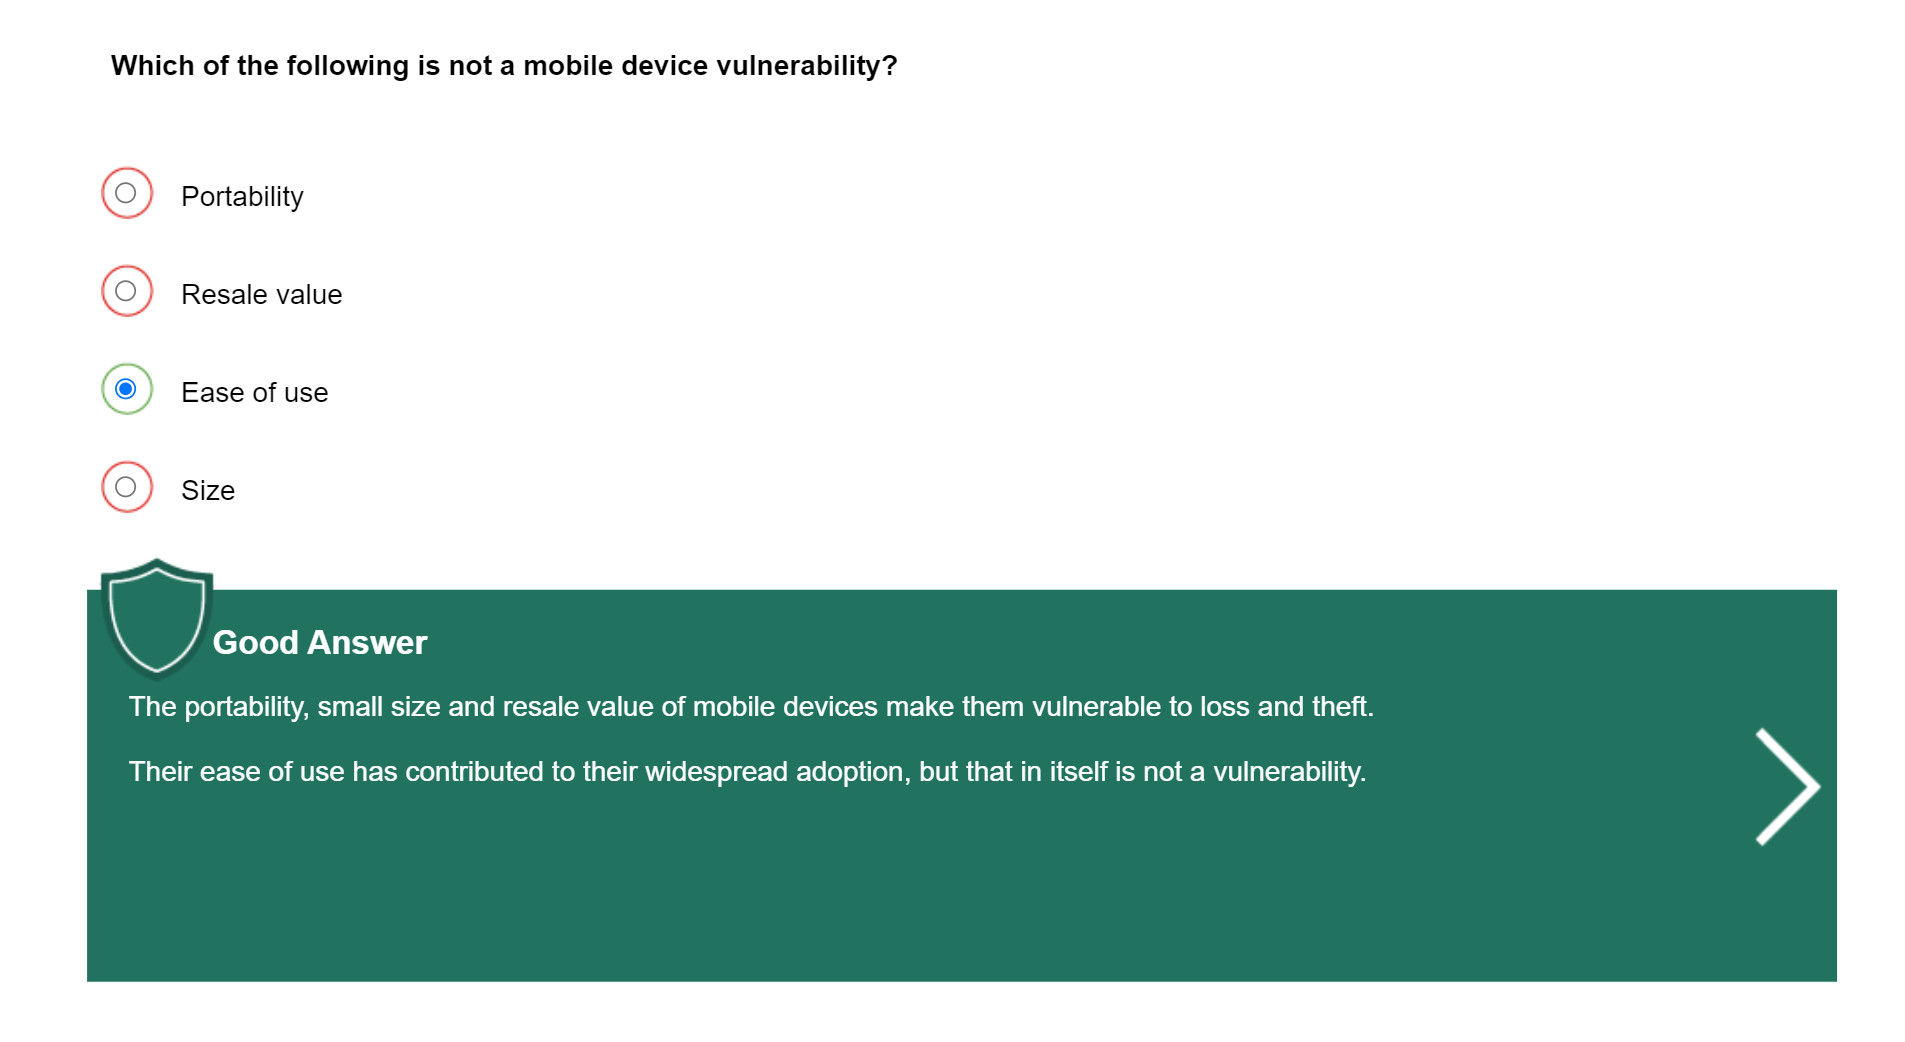 Which of the following is not a mobile device vulnerability?
Portability
Resale value
Ease of use
Size
Good Answer
The portability, small size and resale value of mobile devices make them vulnerable to loss and theft.
Their ease of use has contributed to their widespread adoption, but that in itself is not a vulnerability.